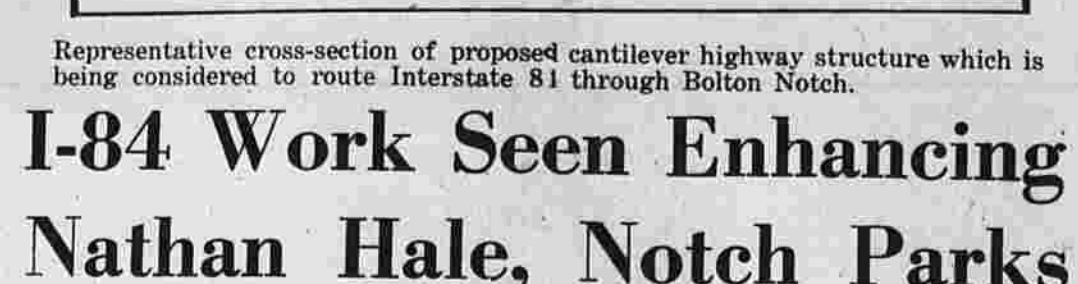 Representative cross-section of proposed cantilever highway structure which is
being considered to route Interstate 81 through Bolton Notch.
I-84 Work Seen Enhancing
Nathan Hale, Notch Parks